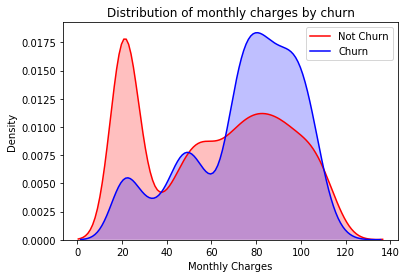 Distribution of monthly charges by churn
Not Churn
Churn
0.0175
0.0150
0.0125
0.0100
0.0075
0.0050
0.0025
0.0000
Density
0 20 40 60 80 100 120 140
Monthly Charges